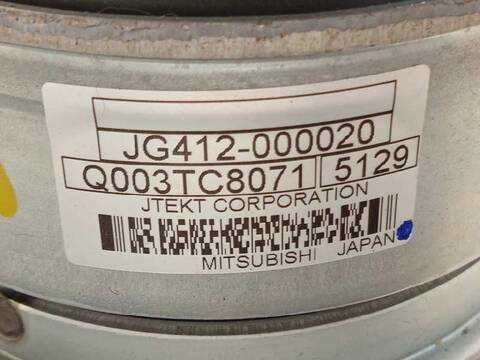 JG412-000020
Q003TC8071 5129
JTEKT CORPORATION
MITSUBISHI JAPAN